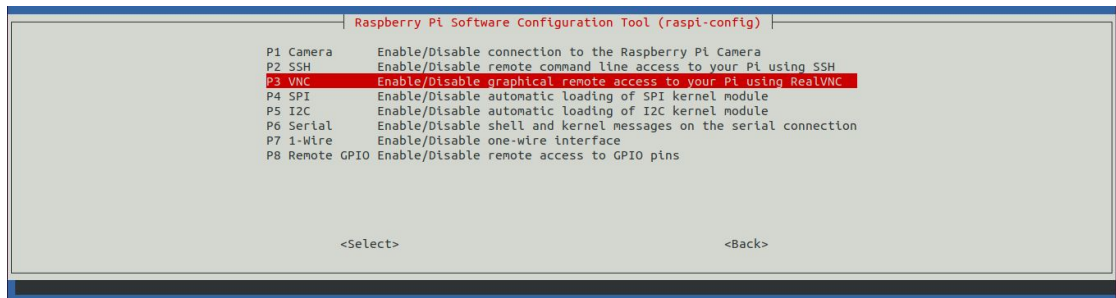 Raspberry Pi Software Configuration Tool (raspi-config)
P1 Camera Enable/Disable connection to the Raspberry Pi Camera
P2 SSH Enable/Disable remote command line access to your Pi using SSH
P3 VNC Enable/Disable graphical remote access to your Pi using RealVNC
P4 SPI Enable/Disable automatic loading of SPI kernel module
P5 I2C Enable/Disable automatic loading of I2C kernel module
P6 Serial Enable/Disable shell and kernel messages on the serial connection
P7 1-Wire Enable/Disable one-wire interface
P8 Remote GPIO Enable/Disable remote access to GPIO pins
<Select> <Back>